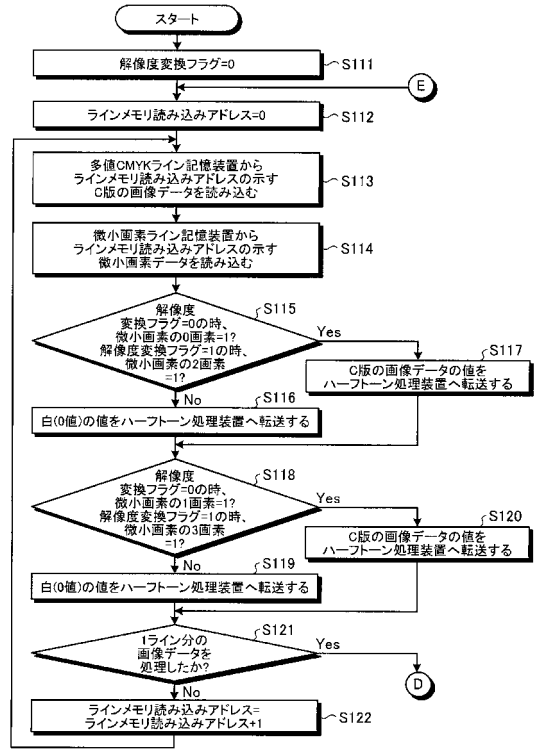 スタート
解像度変換フラグ=0
S111
E
ラインメモリ読み込みアドレス=0
S112
多値CMYKライン記憶装置から
ラインメモリ読み込みアドレスの示す
C版の画像データを読み込む
S113
微小画素ライン記憶装置から
ラインメモリ読み込みアドレスの示す
微小画素データを読み込む
S114
解像度
変換フラグ=0の時、
微小画素の0画素=1?
解像度変換フラグ=1の時、
微小画素の2画素
=1?
S115
Yes
S117
C版の画像データの値を
ハーフトーン処理装置へ転送する
No
S116
白(0値)の値をハーフトーン処理装置へ転送する
解像度
変換フラグ=0の時、
微小画素の1画素=1?
解像度変換フラグ=1の時、
微小画素の3画素
=1?
S118
Yes
S120
C版の画像データの値を
ハーフトーン処理装置へ転送する
No
S119
白(0値)の値をハーフトーン処理装置へ転送する
1ライン分の
画像データを
処理したか?
S121
Yes
D
No
ラインメモリ読み込みアドレス=
ラインメモリ読み込みアドレス+1
S122